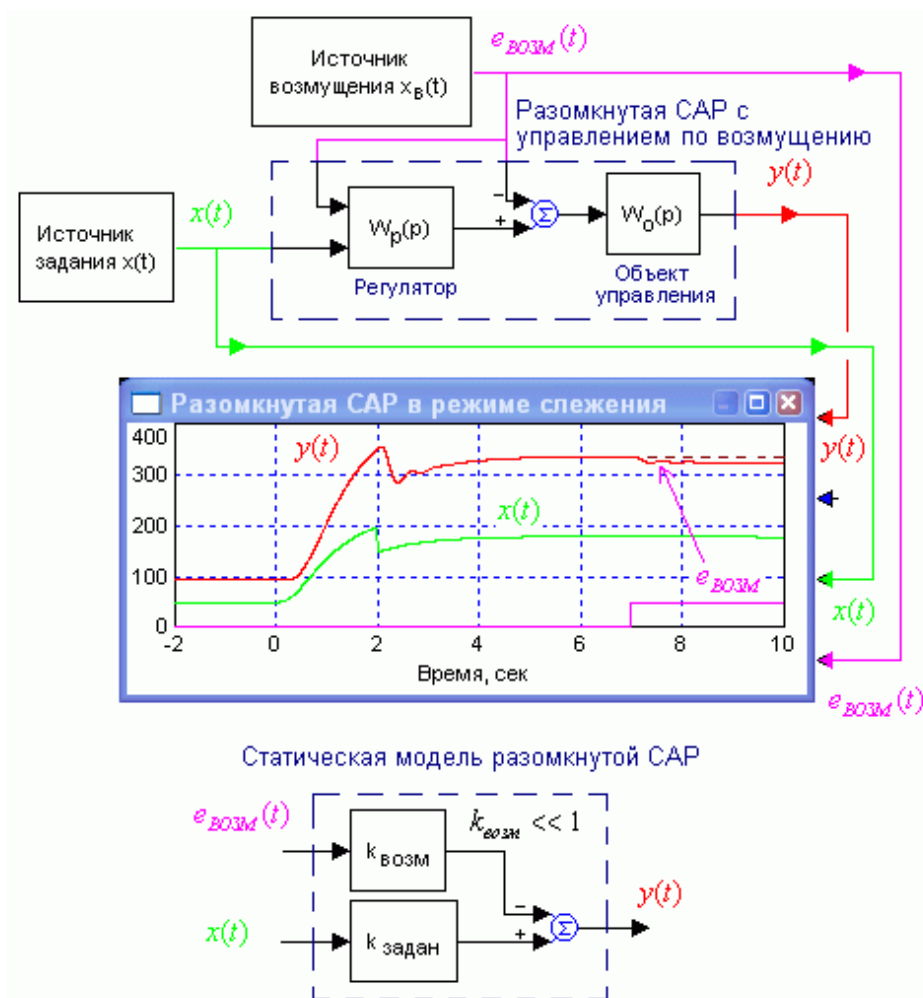 Источник
возмущения x_в(t)
e_ВОЗМ(t)
Разомкнутая САР с
управлением по возмущению
y(t)
x(t)
Источник
задания x(t)
W_p(p)
−
+
Σ
W_o(p)
Регулятор
Объект
управления
Разомкнутая САР в режиме слежения
400
300
200
100
0
y(t)
x(t)
e_ВОЗМ
-2
0
2
4
6
8
10
Время, сек
y(t)
x(t)
e_ВОЗМ(t)
Статическая модель разомкнутой САР
e_ВОЗМ(t)
k_возм << 1
k_ВОЗМ
y(t)
−
+
Σ
x(t)
k_задан